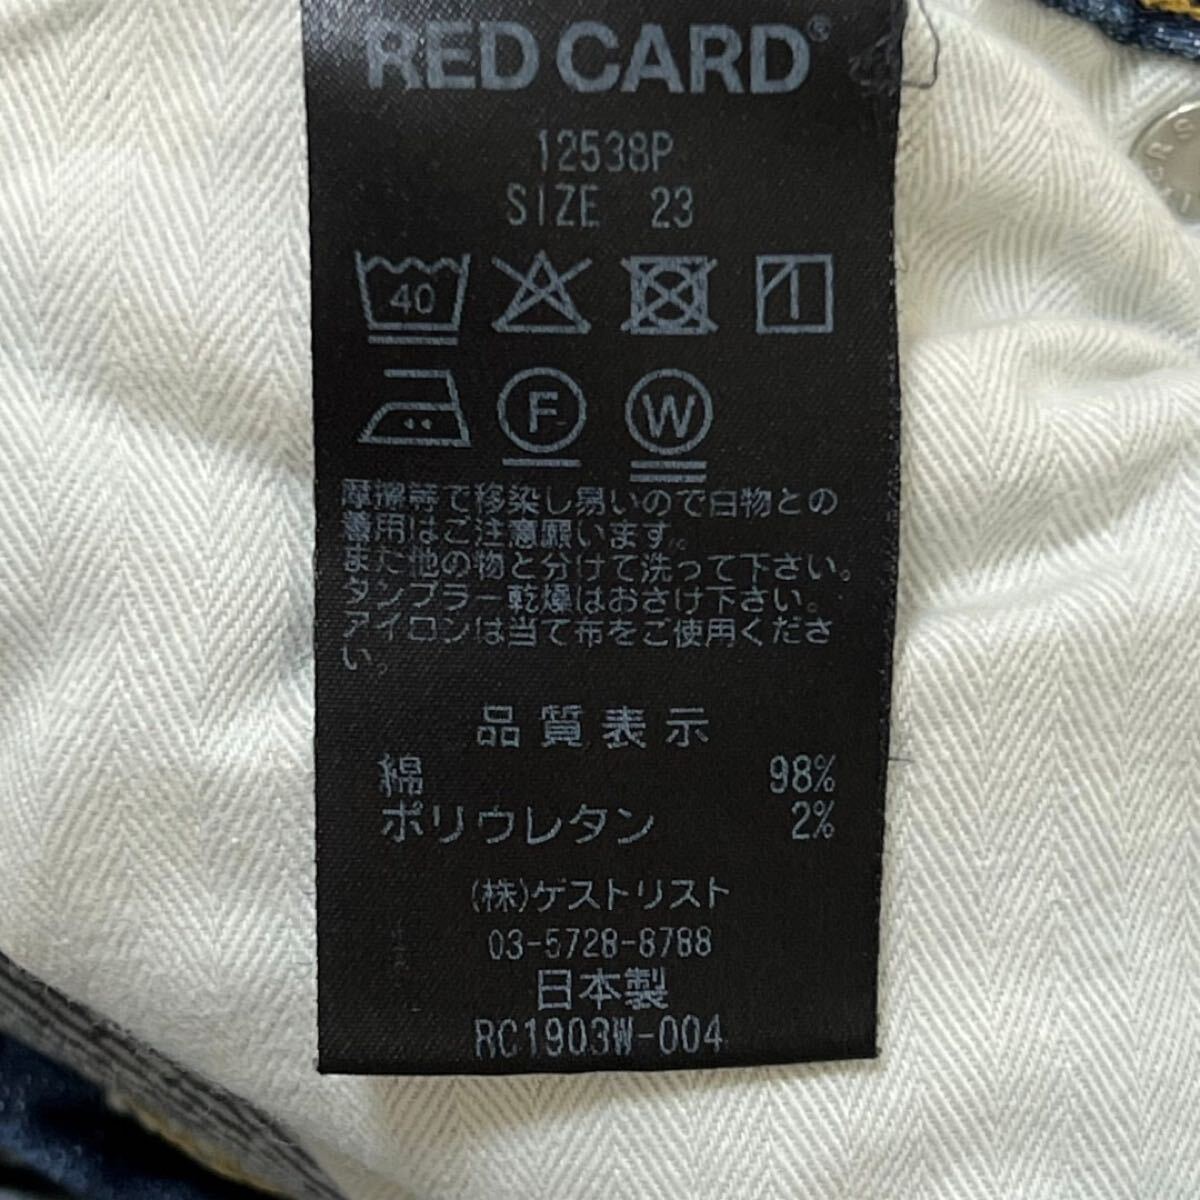 RED CARD®
12538P
SIZE 23
40
F
W
摩擦等で移染し易いので白物との
着用はご注意願います。
また他の物と分けて洗って下さい。
タンブラー乾燥はおさけ下さい。
アイロンは当て布をご使用くださ
い。
品質表示
綿 98%
ポリウレタン 2%
(株)ゲストリスト
03-5728-8788
日本製
RC1903W-004